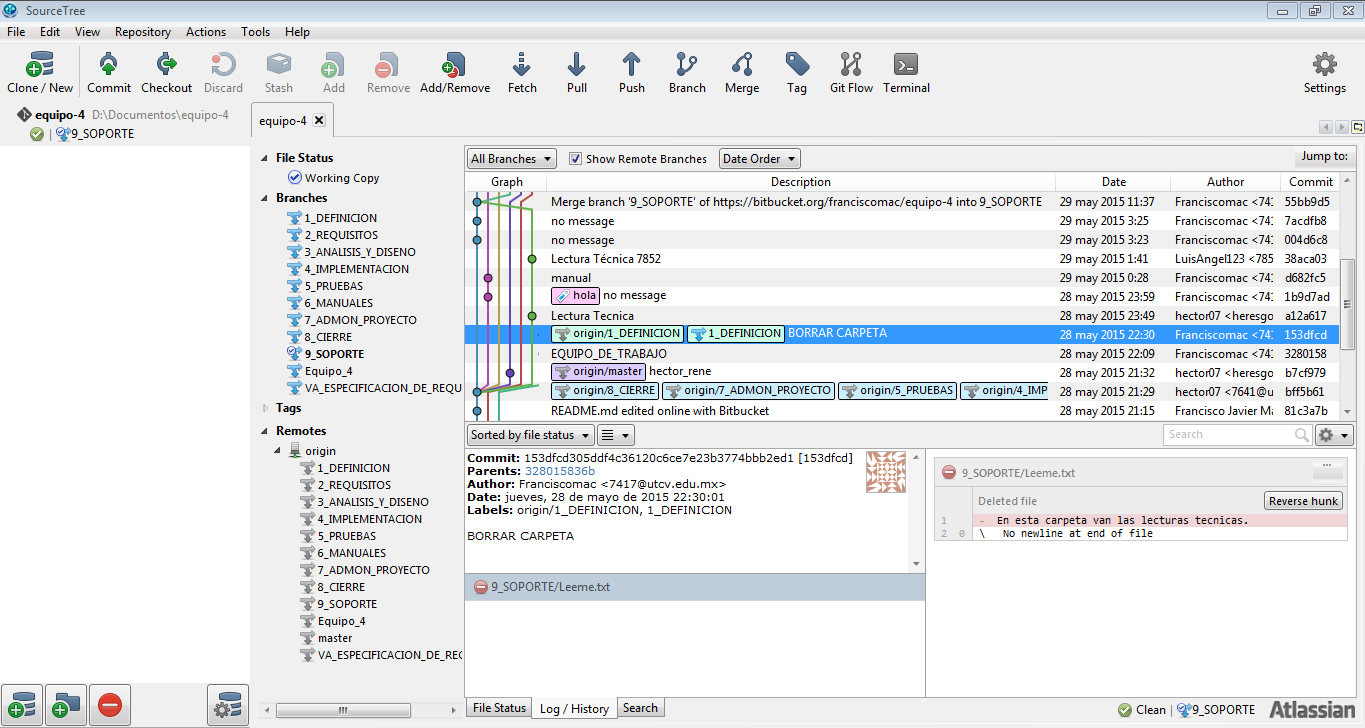 SourceTree
File Edit View Repository Actions Tools Help
Clone / New Commit Checkout Discard Stash Add Remove Add/Remove Fetch Pull Push Branch Merge Tag Git Flow Terminal Settings
equipo-4 D:\Documentos\equipo-4
9_SOPORTE
equipo-4
File Status
Working Copy
Branches
1_DEFINICION
2_REQUISITOS
3_ANALISIS_Y_DISENO
4_IMPLEMENTACION
5_PRUEBAS
6_MANUALES
7_ADMON_PROYECTO
8_CIERRE
9_SOPORTE
Equipo_4
VA_ESPECIFICACION_DE_REQU
Tags
Remotes
origin
1_DEFINICION
2_REQUISITOS
3_ANALISIS_Y_DISENO
4_IMPLEMENTACION
5_PRUEBAS
6_MANUALES
7_ADMON_PROYECTO
8_CIERRE
9_SOPORTE
Equipo_4
master
VA_ESPECIFICACION_DE_REQ
All Branches Show Remote Branches Date Order Jump to:
Graph Description Date Author Commit
Merge branch '9_SOPORTE' of https://bitbucket.org/franciscomac/equipo-4 into 9_SOPORTE 29 may 2015 11:37 Franciscomac <741 55bb9d5
no message 29 may 2015 3:25 Franciscomac <741 7acdfb8
no message 29 may 2015 3:23 Franciscomac <741 004d6c8
Lectura Técnica 7852 29 may 2015 1:41 LuisAngel123 <785 38aca03
manual 29 may 2015 0:28 Franciscomac <741 d682fc5
hola no message 28 may 2015 23:59 Franciscomac <741 1b9d7ad
Lectura Tecnica 28 may 2015 23:49 hector07 <heresgo a12a617
origin/1_DEFINICION 1_DEFINICION BORRAR CARPETA 28 may 2015 22:30 Franciscomac <741 153dfcd
EQUIPO_DE_TRABAJO 28 may 2015 22:09 Franciscomac <741 3280158
origin/master hector_rene 28 may 2015 21:32 hector07 <heresgo b7cf979
origin/8_CIERRE origin/7_ADMON_PROYECTO origin/5_PRUEBAS origin/4_IMP 28 may 2015 21:29 hector07 <7641@u bff5b61
README.md edited online with Bitbucket 28 may 2015 21:15 Francisco Javier Ma 81c3a7b
Sorted by file status Search
Commit: 153dfcd305ddf4c36120c6ce7e23b3774bbb2ed1 [153dfcd]
Parents: 328015836b
Author: Franciscomac <7417@utcv.edu.mx>
Date: jueves, 28 de mayo de 2015 22:30:01
Labels: origin/1_DEFINICION, 1_DEFINICION
BORRAR CARPETA
9_SOPORTE/Leeme.txt
9_SOPORTE/Leeme.txt
Deleted file Reverse hunk
1 - En esta carpeta van las lecturas tecnicas.
2 0 \ No newline at end of file
File Status Log / History Search
Clean 9_SOPORTE Atlassian